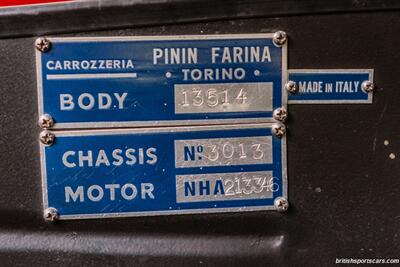 CARROZZERIA
PININ FARINA
· TORINO ·
BODY 13514
MADE IN ITALY
CHASSIS Nº 3013
MOTOR NHA 213346
britishsportscars.com